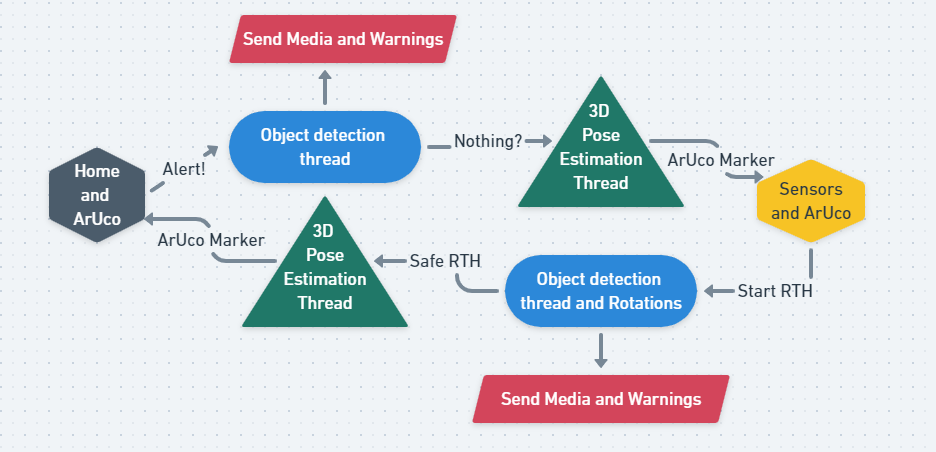 Send Media and Warnings
Object detection
thread
Nothing?
3D
Pose
Estimation
Thread
ArUco Marker
Sensors
and ArUco
Home
and
ArUco
Alert!
ArUco Marker
3D
Pose
Estimation
Thread
Safe RTH
Object detection
thread and Rotations
Start RTH
Send Media and Warnings